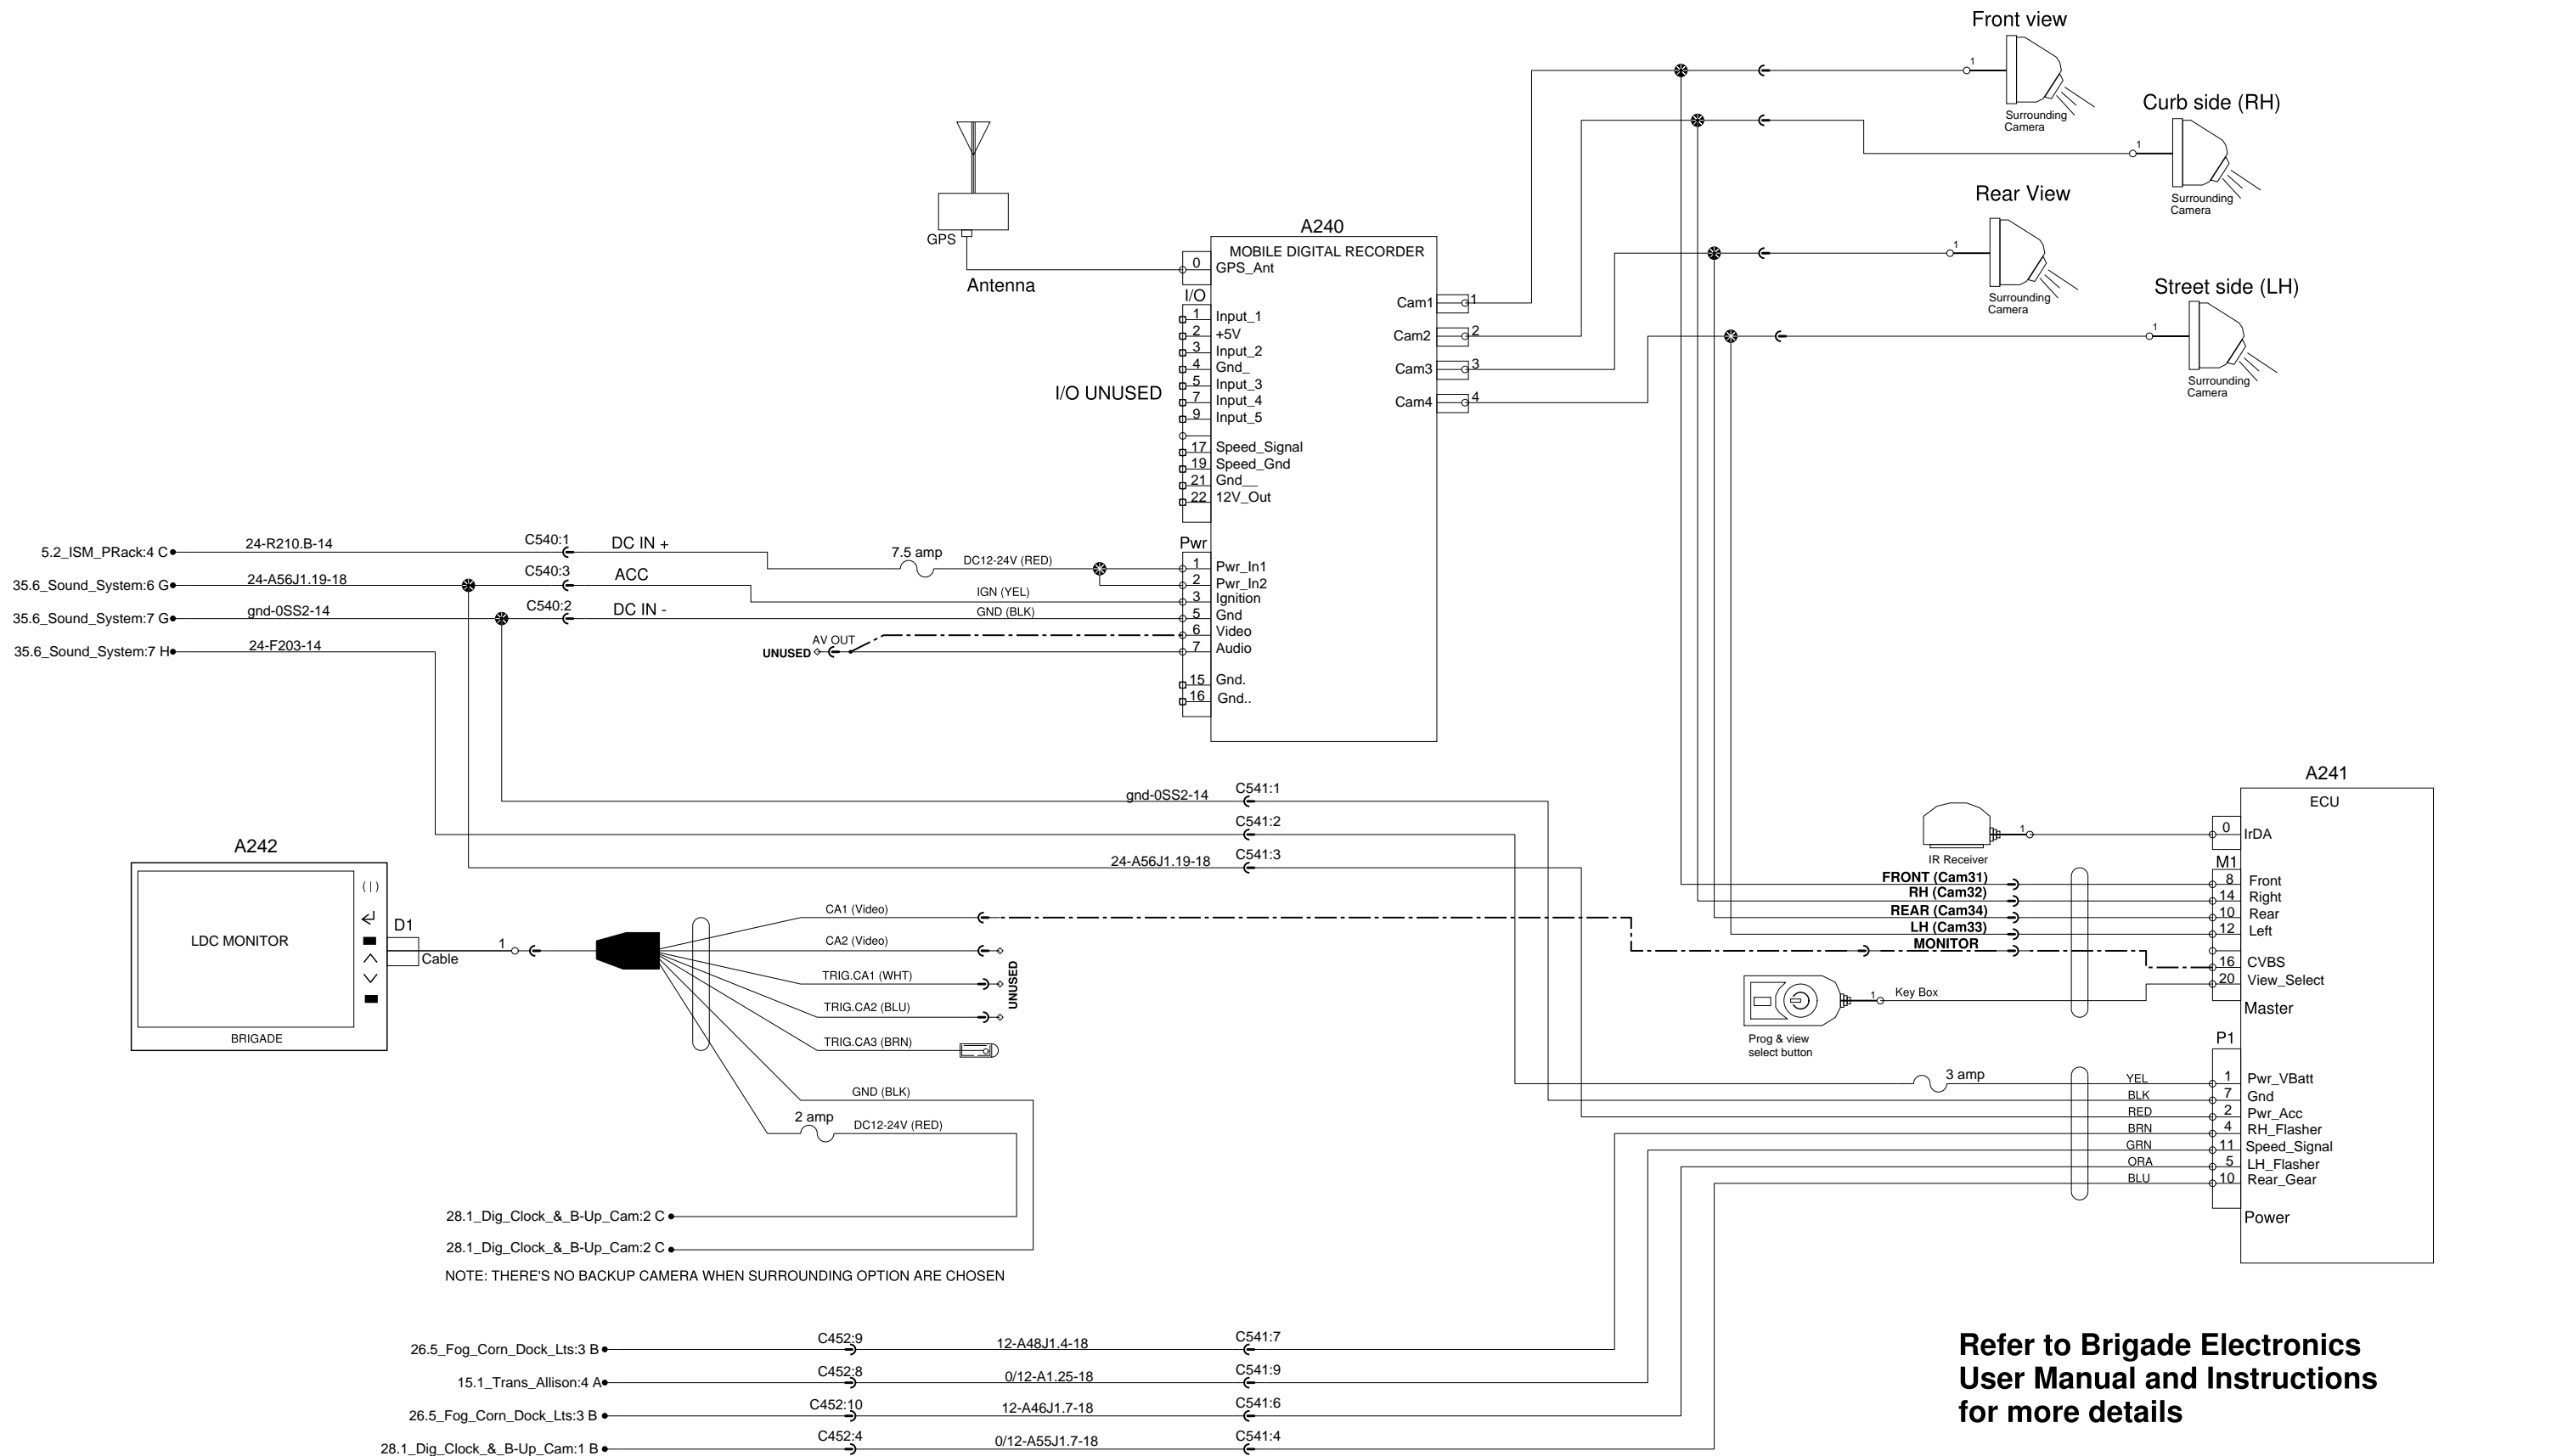 Front view
1
Surrounding
Camera
Curb side (RH)
1
Surrounding
Camera
Rear View
1
Surrounding
Camera
Street side (LH)
1
Surrounding
Camera
GPS
Antenna
A240
MOBILE DIGITAL RECORDER
0
GPS_Ant
I/O
1 Input_1
2 +5V
3 Input_2
4 Gnd_
5 Input_3
7 Input_4
9 Input_5
17 Speed_Signal
19 Speed_Gnd
21 Gnd__
22 12V_Out
I/O UNUSED
Cam1 1
Cam2 2
Cam3 3
Cam4 4
Pwr
1 Pwr_In1
2 Pwr_In2
3 Ignition
5 Gnd
6 Video
7 Audio
15 Gnd.
16 Gnd..
5.2_ISM_PRack:4 C 24-R210.B-14 C540:1 DC IN + 7.5 amp DC12-24V (RED)
35.6_Sound_System:6 G 24-A56J1.19-18 C540:3 ACC IGN (YEL)
35.6_Sound_System:7 G gnd-0SS2-14 C540:2 DC IN - GND (BLK)
35.6_Sound_System:7 H 24-F203-14
AV OUT
UNUSED
gnd-0SS2-14 C541:1
C541:2
24-A56J1.19-18 C541:3
A242
LDC MONITOR
( | )
BRIGADE
D1
Cable
1
CA1 (Video)
CA2 (Video)
TRIG.CA1 (WHT)
TRIG.CA2 (BLU)
TRIG.CA3 (BRN)
UNUSED
GND (BLK)
2 amp
DC12-24V (RED)
28.1_Dig_Clock_&_B-Up_Cam:2 C
28.1_Dig_Clock_&_B-Up_Cam:2 C
NOTE: THERE'S NO BACKUP CAMERA WHEN SURROUNDING OPTION ARE CHOSEN
A241
ECU
IR Receiver
1
0
IrDA
M1
FRONT (Cam31) 8 Front
RH (Cam32) 14 Right
REAR (Cam34) 10 Rear
LH (Cam33) 12 Left
MONITOR
16 CVBS
20 View_Select
Master
1 Key Box
Prog & view
select button
P1
3 amp YEL 1 Pwr_VBatt
BLK 7 Gnd
RED 2 Pwr_Acc
BRN 4 RH_Flasher
GRN 11 Speed_Signal
ORA 5 LH_Flasher
BLU 10 Rear_Gear
Power
26.5_Fog_Corn_Dock_Lts:3 B C452:9 12-A48J1.4-18 C541:7
15.1_Trans_Allison:4 A C452:8 0/12-A1.25-18 C541:9
26.5_Fog_Corn_Dock_Lts:3 B C452:10 12-A46J1.7-18 C541:6
28.1_Dig_Clock_&_B-Up_Cam:1 B C452:4 0/12-A55J1.7-18 C541:4
Refer to Brigade Electronics
User Manual and Instructions
for more details